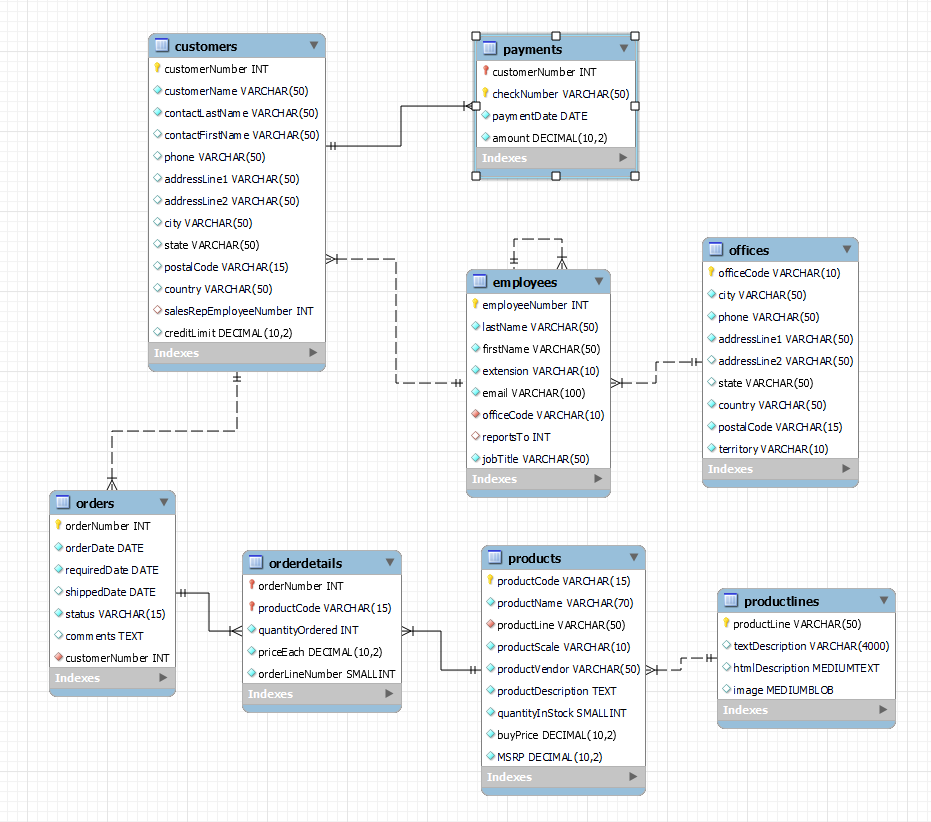 customers
customerNumber INT
customerName VARCHAR(50)
contactLastName VARCHAR(50)
contactFirstName VARCHAR(50)
phone VARCHAR(50)
addressLine1 VARCHAR(50)
addressLine2 VARCHAR(50)
city VARCHAR(50)
state VARCHAR(50)
postalCode VARCHAR(15)
country VARCHAR(50)
salesRepEmployeeNumber INT
creditLimit DECIMAL(10,2)
Indexes
payments
customerNumber INT
checkNumber VARCHAR(50)
paymentDate DATE
amount DECIMAL(10,2)
Indexes
employees
employeeNumber INT
lastName VARCHAR(50)
firstName VARCHAR(50)
extension VARCHAR(10)
email VARCHAR(100)
officeCode VARCHAR(10)
reportsTo INT
jobTitle VARCHAR(50)
Indexes
offices
officeCode VARCHAR(10)
city VARCHAR(50)
phone VARCHAR(50)
addressLine1 VARCHAR(50)
addressLine2 VARCHAR(50)
state VARCHAR(50)
country VARCHAR(50)
postalCode VARCHAR(15)
territory VARCHAR(10)
Indexes
orders
orderNumber INT
orderDate DATE
requiredDate DATE
shippedDate DATE
status VARCHAR(15)
comments TEXT
customerNumber INT
Indexes
orderdetails
orderNumber INT
productCode VARCHAR(15)
quantityOrdered INT
priceEach DECIMAL(10,2)
orderLineNumber SMALLINT
Indexes
products
productCode VARCHAR(15)
productName VARCHAR(70)
productLine VARCHAR(50)
productScale VARCHAR(10)
productVendor VARCHAR(50)
productDescription TEXT
quantityInStock SMALLINT
buyPrice DECIMAL(10,2)
MSRP DECIMAL(10,2)
Indexes
productlines
productLine VARCHAR(50)
textDescription VARCHAR(4000)
htmlDescription MEDIUMTEXT
image MEDIUMBLOB
Indexes